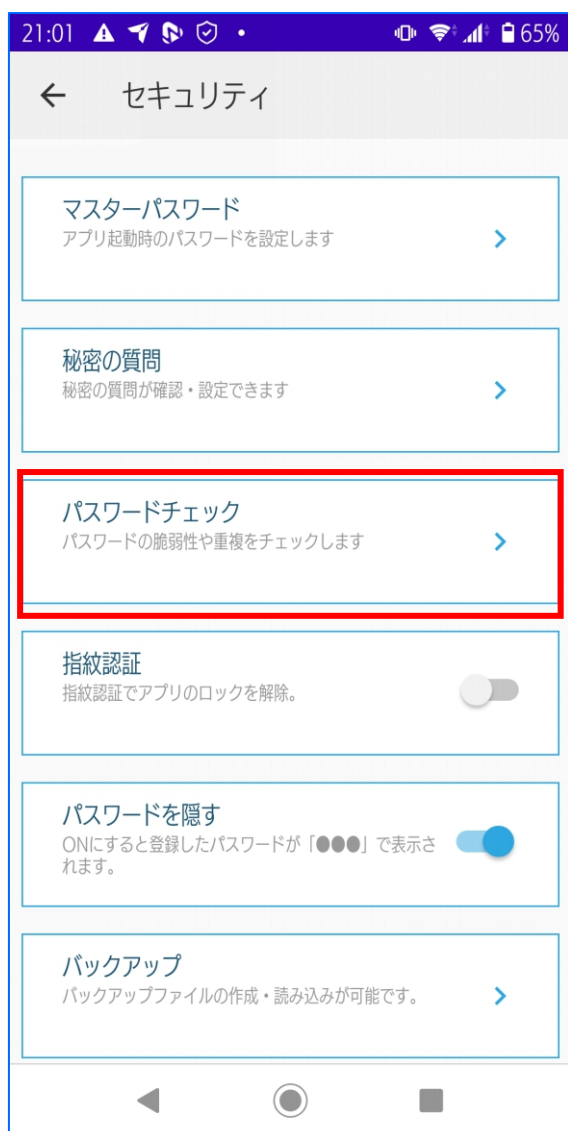 21:01
65%
セキュリティ
マスターパスワード
アプリ起動時のパスワードを設定します
秘密の質問
秘密の質問が確認・設定できます
パスワードチェック
パスワードの脆弱性や重複をチェックします
指紋認証
指紋認証でアプリのロックを解除。
パスワードを隠す
ONにすると登録したパスワードが「●●●」で表示さ
れます。
バックアップ
バックアップファイルの作成・読み込みが可能です。